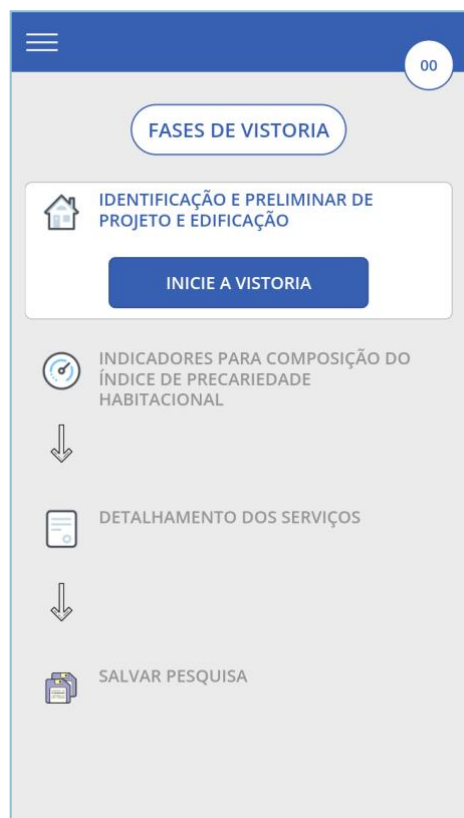 00
FASES DE VISTORIA
IDENTIFICAÇÃO E PRELIMINAR DE
PROJETO E EDIFICAÇÃO
INICIE A VISTORIA
INDICADORES PARA COMPOSIÇÃO DO
ÍNDICE DE PRECARIEDADE
HABITACIONAL
DETALHAMENTO DOS SERVIÇOS
SALVAR PESQUISA